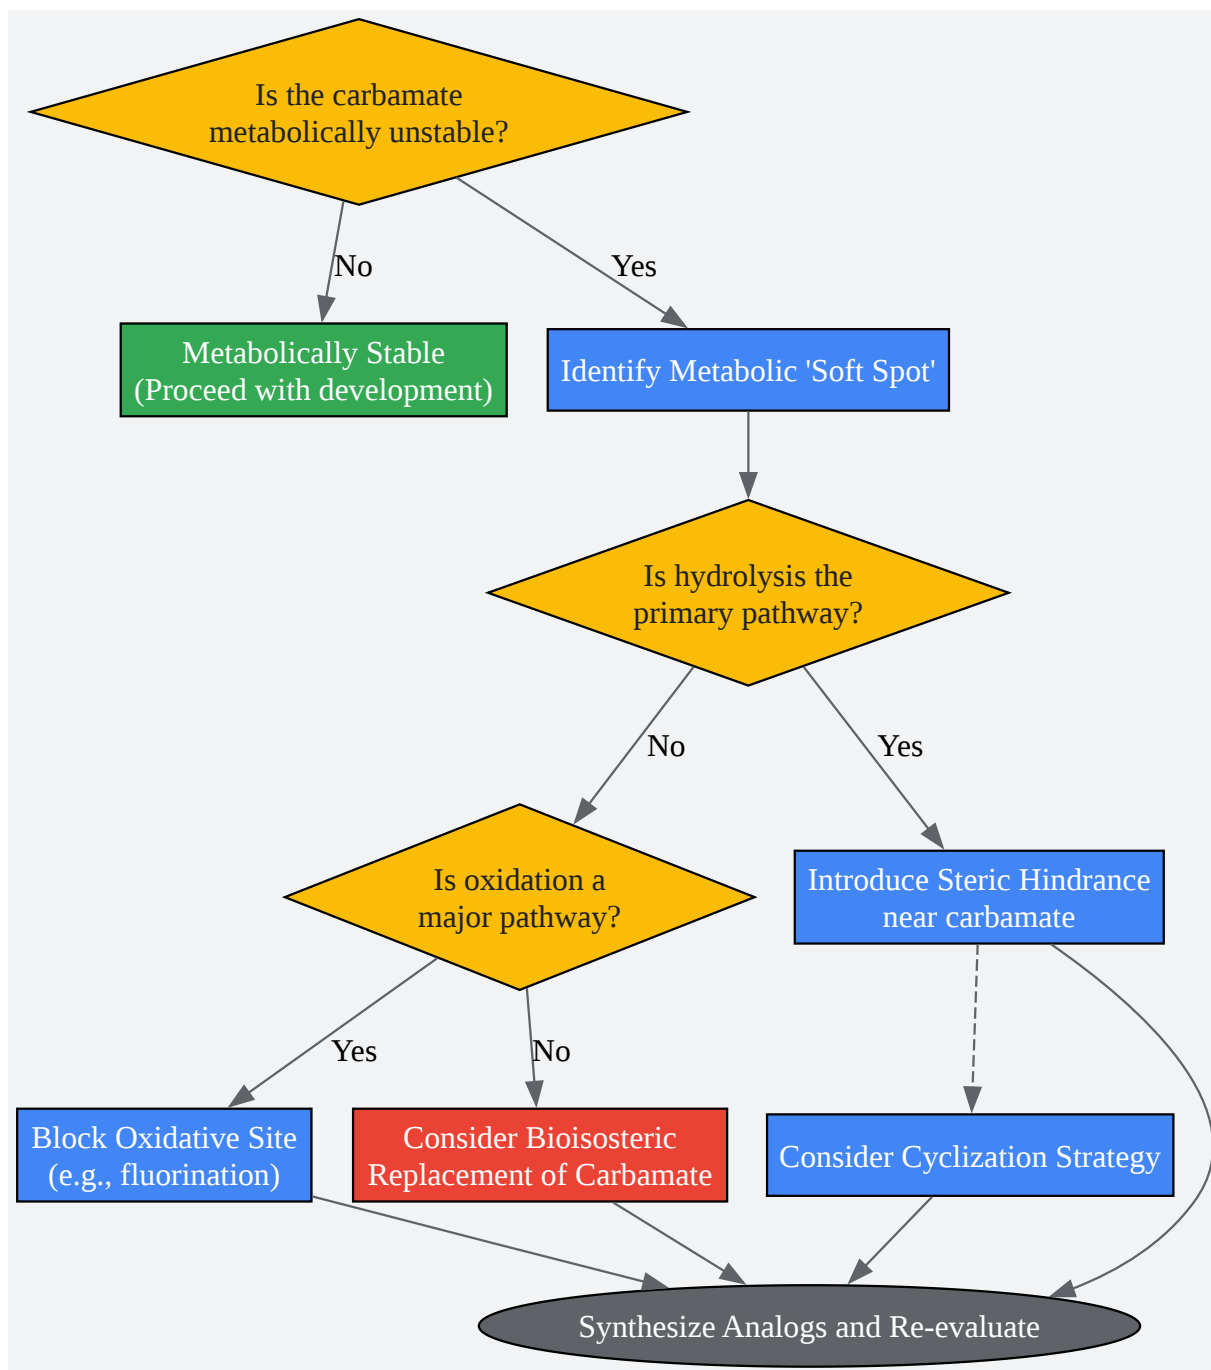 Is the carbamate
metabolically unstable?
No
Yes
Metabolically Stable
(Proceed with development)
Identify Metabolic 'Soft Spot'
Is hydrolysis the
primary pathway?
No
Yes
Is oxidation a
major pathway?
Introduce Steric Hindrance
near carbamate
Yes
No
Block Oxidative Site
(e.g., fluorination)
Consider Bioisosteric
Replacement of Carbamate
Consider Cyclization Strategy
Synthesize Analogs and Re-evaluate